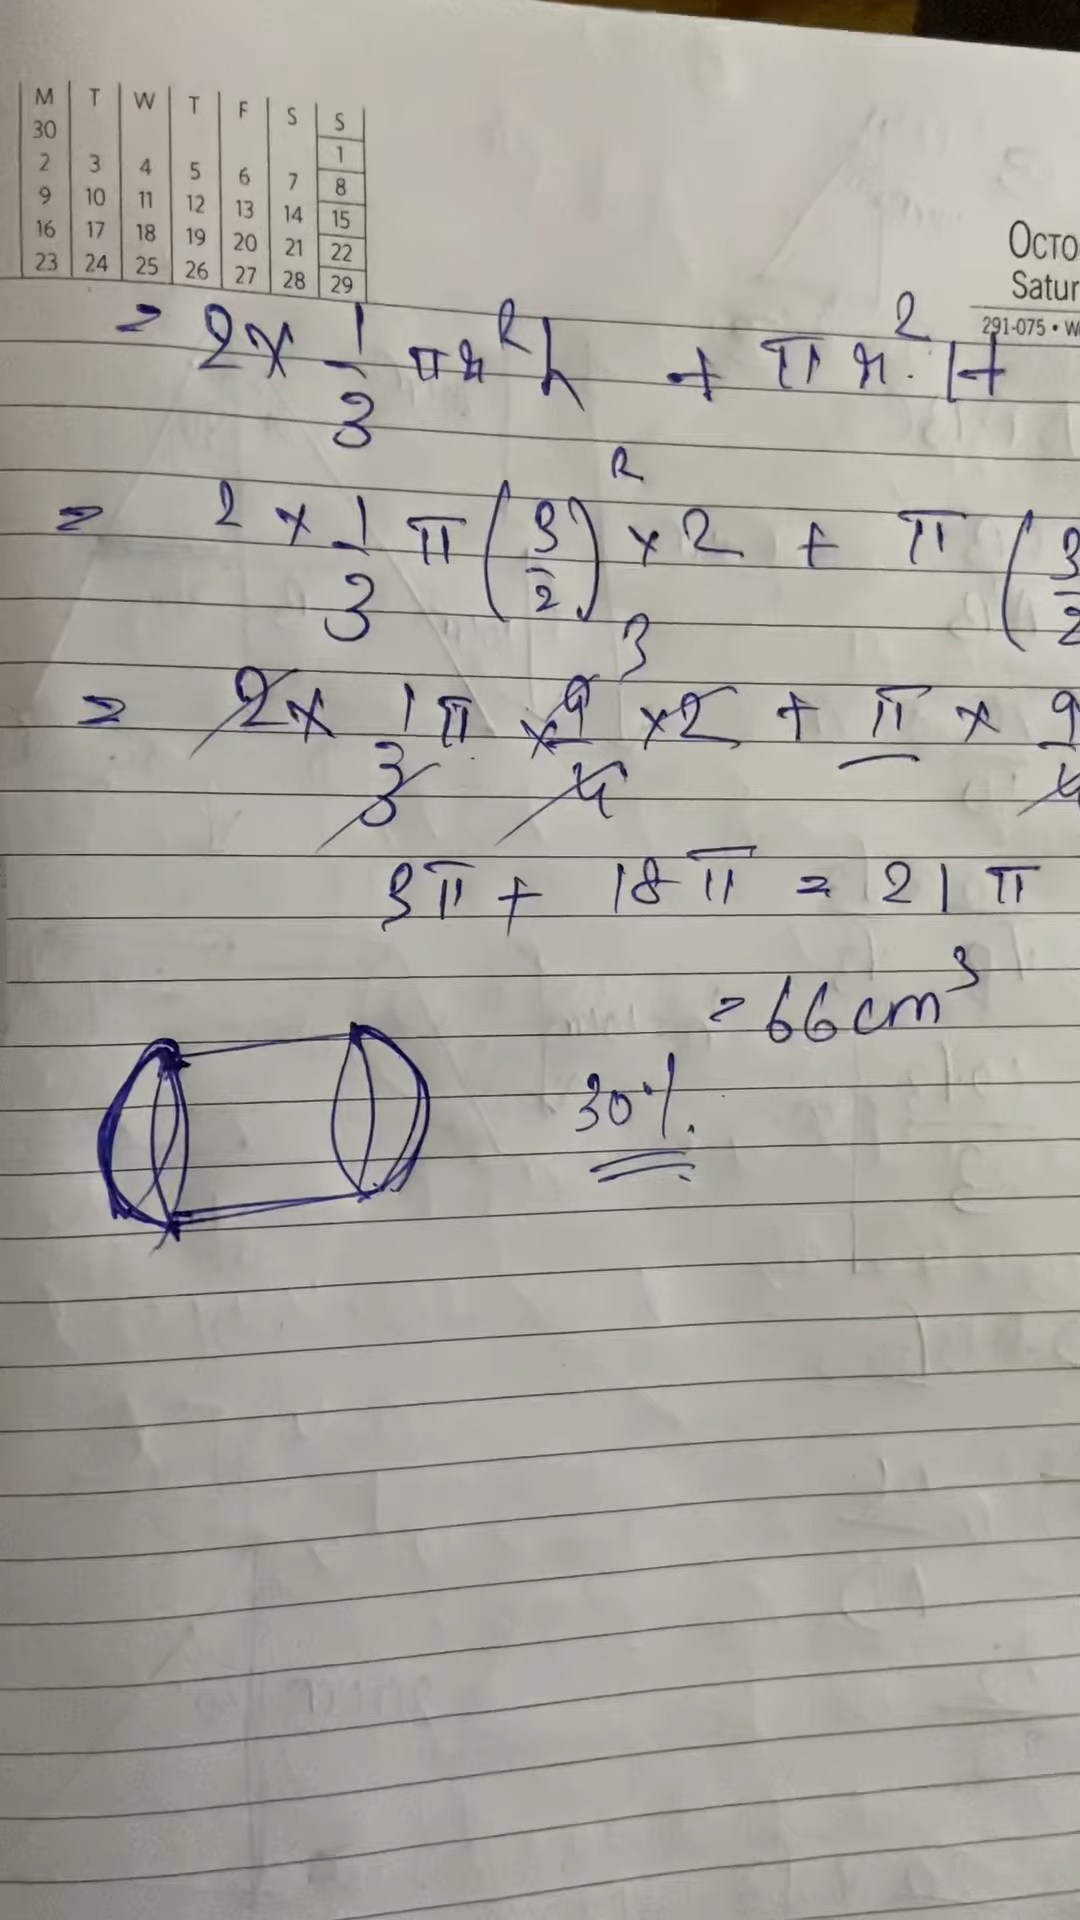 M T W T F S S
30 1
2 3 4 5 6 7 8
9 10 11 12 13 14 15
16 17 18 19 20 21 22
23 24 25 26 27 28 29
OCTO
Satur
291-075 • W
= 2 × 1/3 πr²h + πr². H
= 2 × 1/3 π (3/2)² × 2 + π (3/2
= 2 × 1/3 π × 9/4 3 × 2 + π × 9/4
3π + 18π = 21π
= 66 cm³
30%.